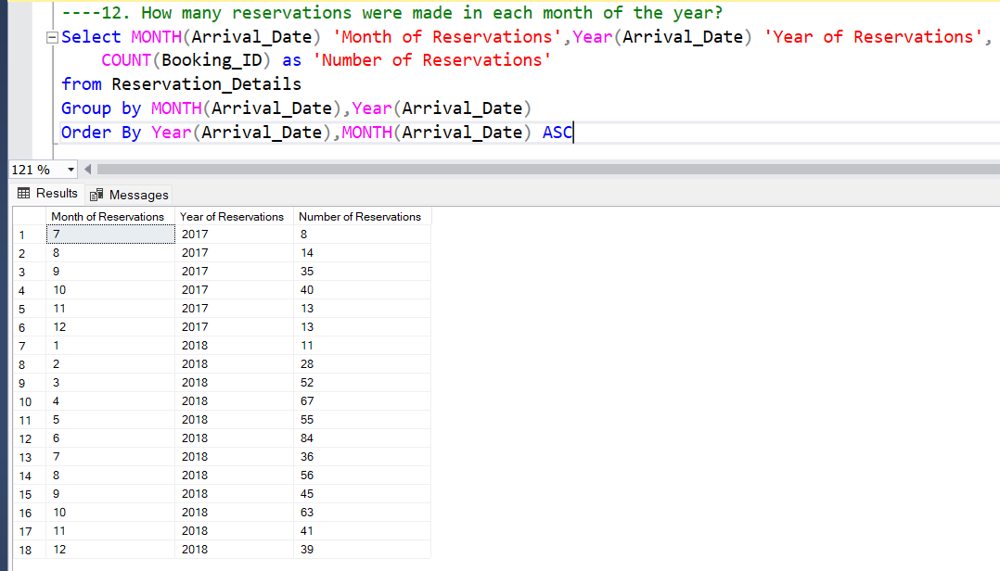 ----12. How many reservations were made in each month of the year?
Select MONTH(Arrival_Date) 'Month of Reservations',Year(Arrival_Date) 'Year of Reservations',
COUNT(Booking_ID) as 'Number of Reservations'
from Reservation_Details
Group by MONTH(Arrival_Date),Year(Arrival_Date)
Order By Year(Arrival_Date),MONTH(Arrival_Date) ASC
121 %
Results Messages
Month of Reservations Year of Reservations Number of Reservations
1 7 2017 8
2 8 2017 14
3 9 2017 35
4 10 2017 40
5 11 2017 13
6 12 2017 13
7 1 2018 11
8 2 2018 28
9 3 2018 52
10 4 2018 67
11 5 2018 55
12 6 2018 84
13 7 2018 36
14 8 2018 56
15 9 2018 45
16 10 2018 63
17 11 2018 41
18 12 2018 39